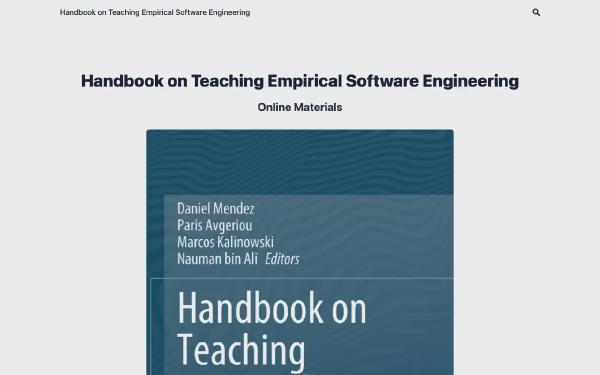 Handbook on Teaching Empirical Software Engineering
Handbook on Teaching Empirical Software Engineering
Online Materials
Daniel Mendez
Paris Avgeriou
Marcos Kalinowski
Nauman bin Ali Editors
Handbook on
Teaching